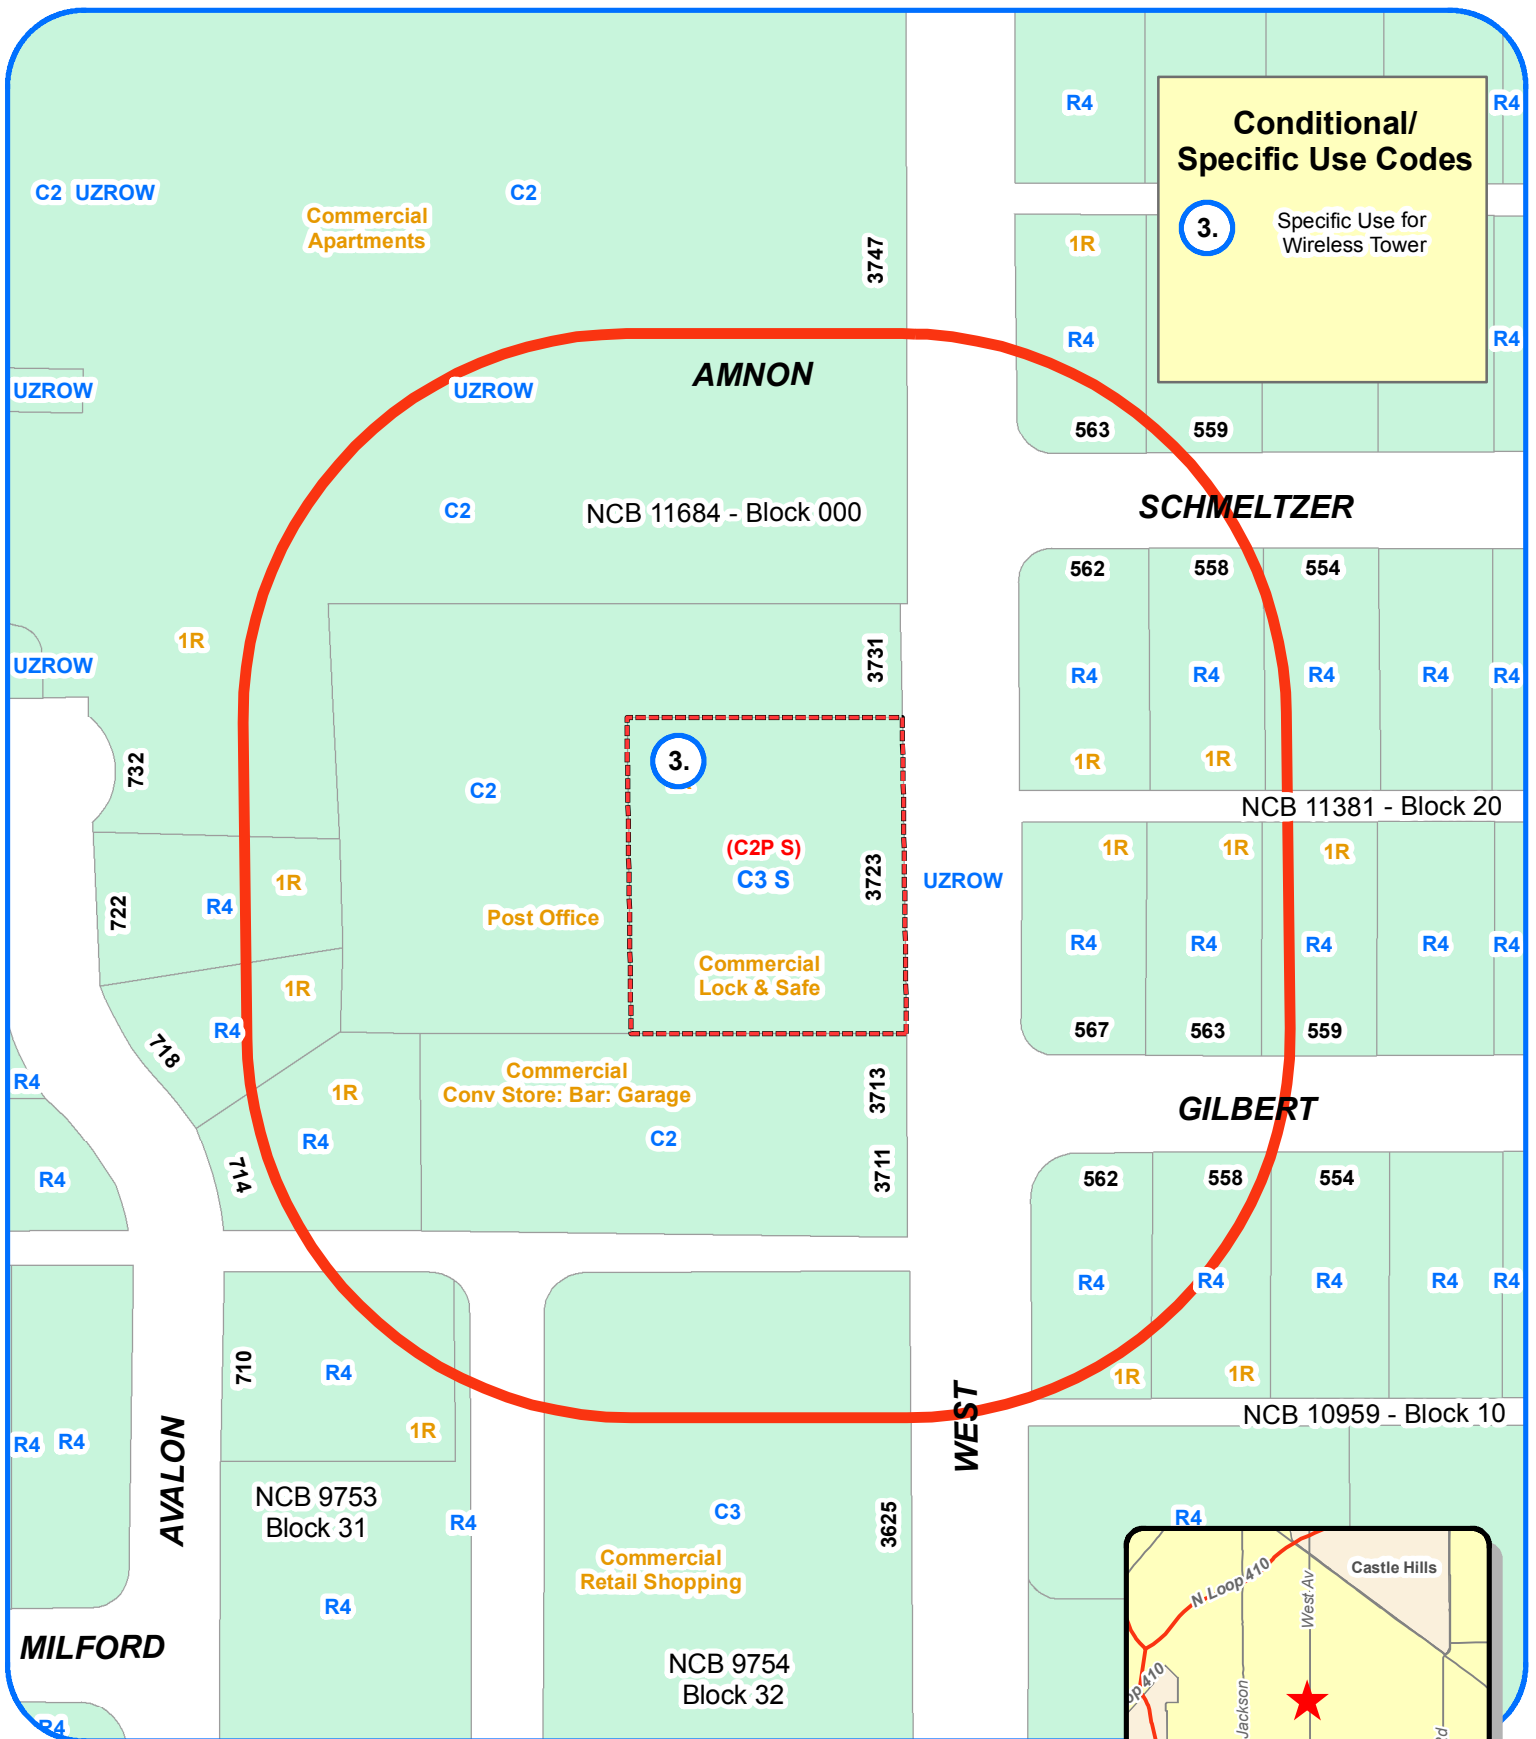 R4
R4
Conditional/
Specific Use Codes
3.
Specific Use for
Wireless Tower
C2 UZROW
C2
Commercial
Apartments
3747
1R
R4
R4
AMNON
UZROW
UZROW
563
559
C2
NCB 11684 - Block 000
SCHMELTZER
562
558
554
1R
UZROW
3731
R4
R4
R4
R4
R4
732
3.
1R
1R
C2
NCB 11381 - Block 20
(C2P S)
C3 S
3723
UZROW
1R
1R
1R
722
R4
1R
Post Office
R4
R4
R4
R4
R4
Commercial
Lock & Safe
1R
R4
718
567
563
559
R4
Commercial
Conv Store: Bar: Garage
3713
1R
GILBERT
R4
C2
R4
714
3711
562
558
554
R4
R4
R4
R4
R4
710
R4
1R
1R
WEST
NCB 10959 - Block 10
1R
R4
R4
AVALON
NCB 9753
Block 31
R4
C3
3625
R4
Commercial
Retail Shopping
R4
Castle Hills
N Loop 410
West Av
MILFORD
NCB 9754
Block 32
op 410
Jackson
R4